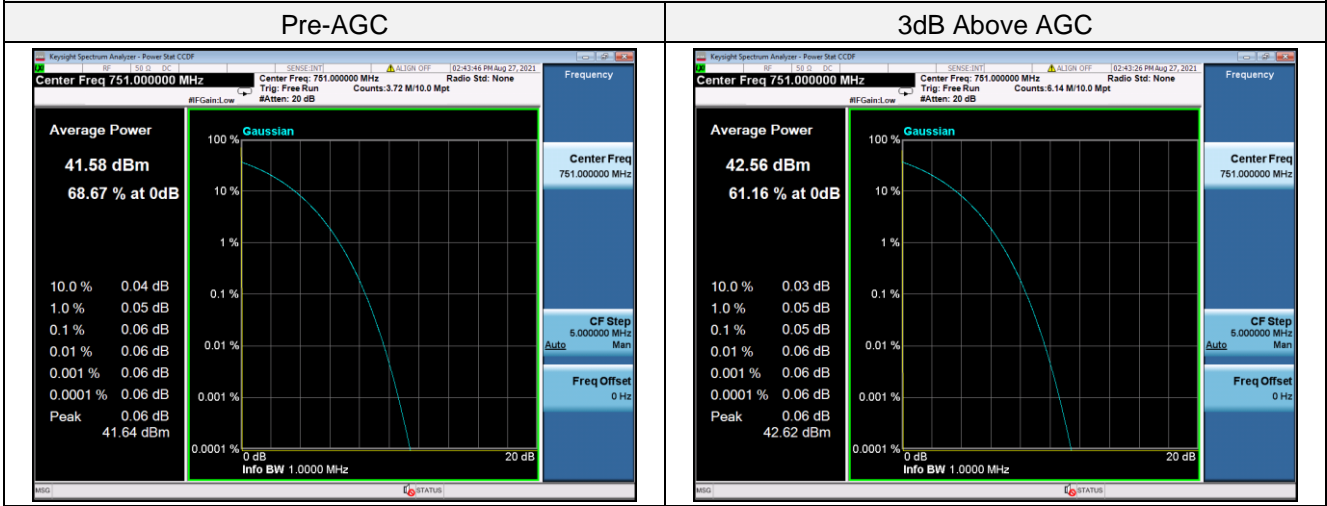 Pre-AGC
3dB Above AGC
Keysight Spectrum Analyzer - Power Stat CCDF
RF 50 Ω DC SENSE:INT ALIGN OFF 02:43:46 PM Aug 27, 2021
Center Freq 751.000000 MHz
Center Freq: 751.000000 MHz Radio Std: None
Trig: Free Run Counts:3.72 M/10.0 Mpt
#IFGain:Low #Atten: 20 dB
Average Power
41.58 dBm
68.67 % at 0dB
10.0 % 0.04 dB
1.0 % 0.05 dB
0.1 % 0.06 dB
0.01 % 0.06 dB
0.001 % 0.06 dB
0.0001 % 0.06 dB
Peak 0.06 dB
41.64 dBm
Gaussian
100 %
10 %
1 %
0.1 %
0.01 %
0.001 %
0.0001 %
0 dB 20 dB
Info BW 1.0000 MHz
Frequency
Center Freq
751.000000 MHz
CF Step
5.000000 MHz
Auto Man
Freq Offset
0 Hz
MSG STATUS
Keysight Spectrum Analyzer - Power Stat CCDF
RF 50 Ω DC SENSE:INT ALIGN OFF 02:43:26 PM Aug 27, 2021
Center Freq 751.000000 MHz
Center Freq: 751.000000 MHz Radio Std: None
Trig: Free Run Counts:6.14 M/10.0 Mpt
#IFGain:Low #Atten: 20 dB
Average Power
42.56 dBm
61.16 % at 0dB
10.0 % 0.03 dB
1.0 % 0.05 dB
0.1 % 0.05 dB
0.01 % 0.06 dB
0.001 % 0.06 dB
0.0001 % 0.06 dB
Peak 0.06 dB
42.62 dBm
Gaussian
100 %
10 %
1 %
0.1 %
0.01 %
0.001 %
0.0001 %
0 dB 20 dB
Info BW 1.0000 MHz
Frequency
Center Freq
751.000000 MHz
CF Step
5.000000 MHz
Auto Man
Freq Offset
0 Hz
MSG STATUS